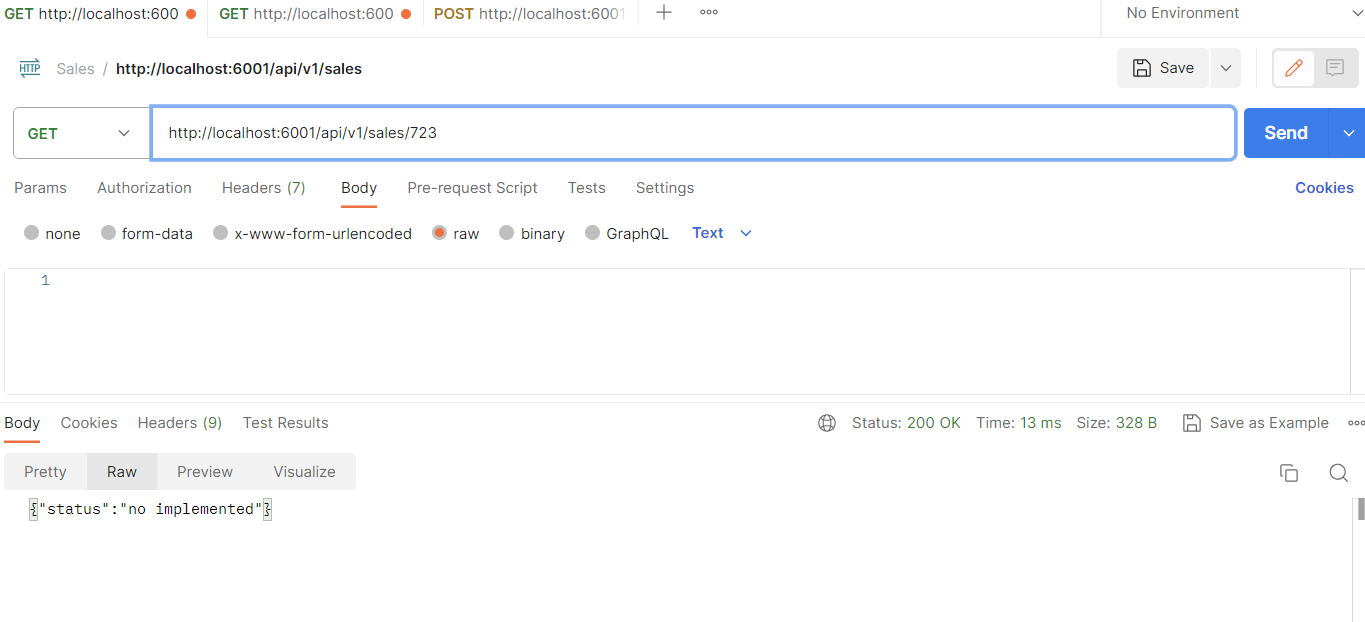 GET http://localhost:600 GET http://localhost:600 POST http://localhost:6001 No Environment
HTTP Sales / http://localhost:6001/api/v1/sales Save
GET http://localhost:6001/api/v1/sales/723 Send
Params Authorization Headers (7) Body Pre-request Script Tests Settings Cookies
none form-data x-www-form-urlencoded raw binary GraphQL Text
1
Body Cookies Headers (9) Test Results Status: 200 OK Time: 13 ms Size: 328 B Save as Example
Pretty Raw Preview Visualize
{"status":"no implemented"}